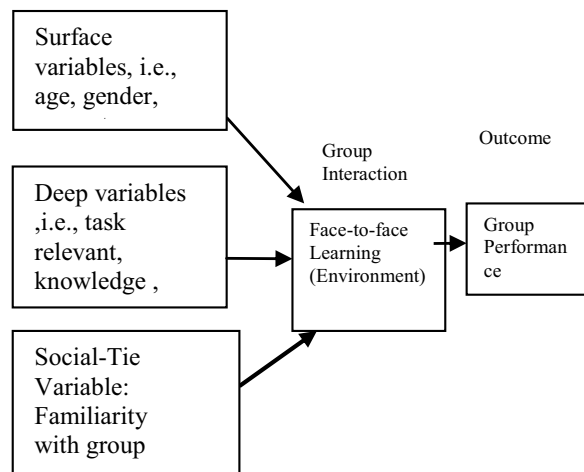 Surface
variables, i.e.,
age, gender,
Deep variables
,i.e., task
relevant,
knowledge ,
Social-Tie
Variable:
Familiarity
with group
Group
Interaction
Face-to-face
Learning
(Environment)
Outcome
Group
Performan
ce